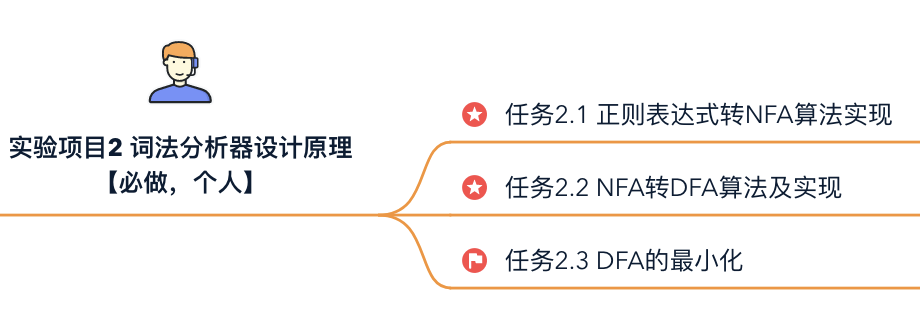 实验项目2 词法分析器设计原理
【必做，个人】
任务2.1 正则表达式转NFA算法实现
任务2.2 NFA转DFA算法及实现
任务2.3 DFA的最小化